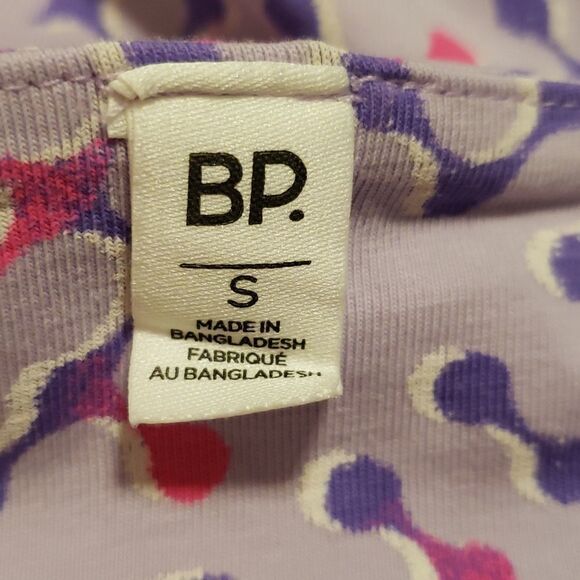 BP.
S
MADE IN
BANGLADESH
FABRIQUÉ
AU BANGLADESH